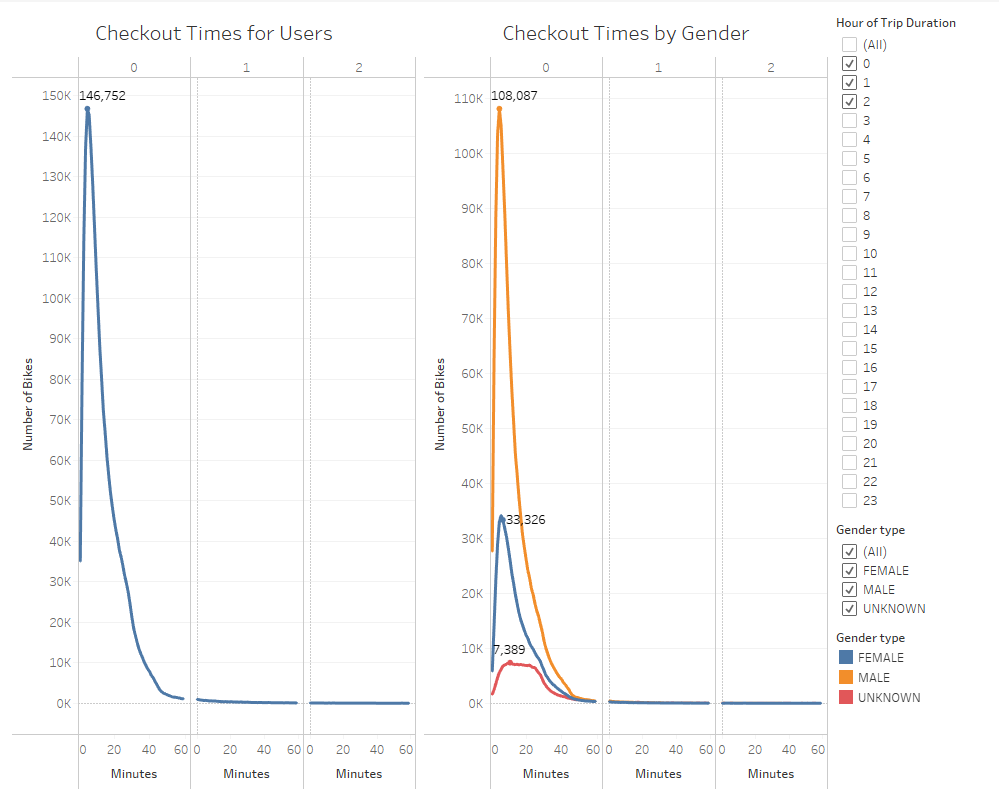 Checkout Times for Users
0 1 2
146,752
150K
140K
130K
120K
110K
100K
90K
80K
70K
60K
50K
40K
30K
20K
10K
0K
Number of Bikes
0 20 40 60 0 20 40 60 0 20 40 60
Minutes Minutes Minutes
Checkout Times by Gender
0 1 2
108,087
110K
100K
90K
80K
70K
60K
50K
40K
30K
20K
10K
0K
33,326
7,389
Number of Bikes
0 20 40 60 0 20 40 60 0 20 40 60
Minutes Minutes Minutes
Hour of Trip Duration
(All)
0
1
2
3
4
5
6
7
8
9
10
11
12
13
14
15
16
17
18
19
20
21
22
23
Gender type
(All)
FEMALE
MALE
UNKNOWN
Gender type
FEMALE
MALE
UNKNOWN